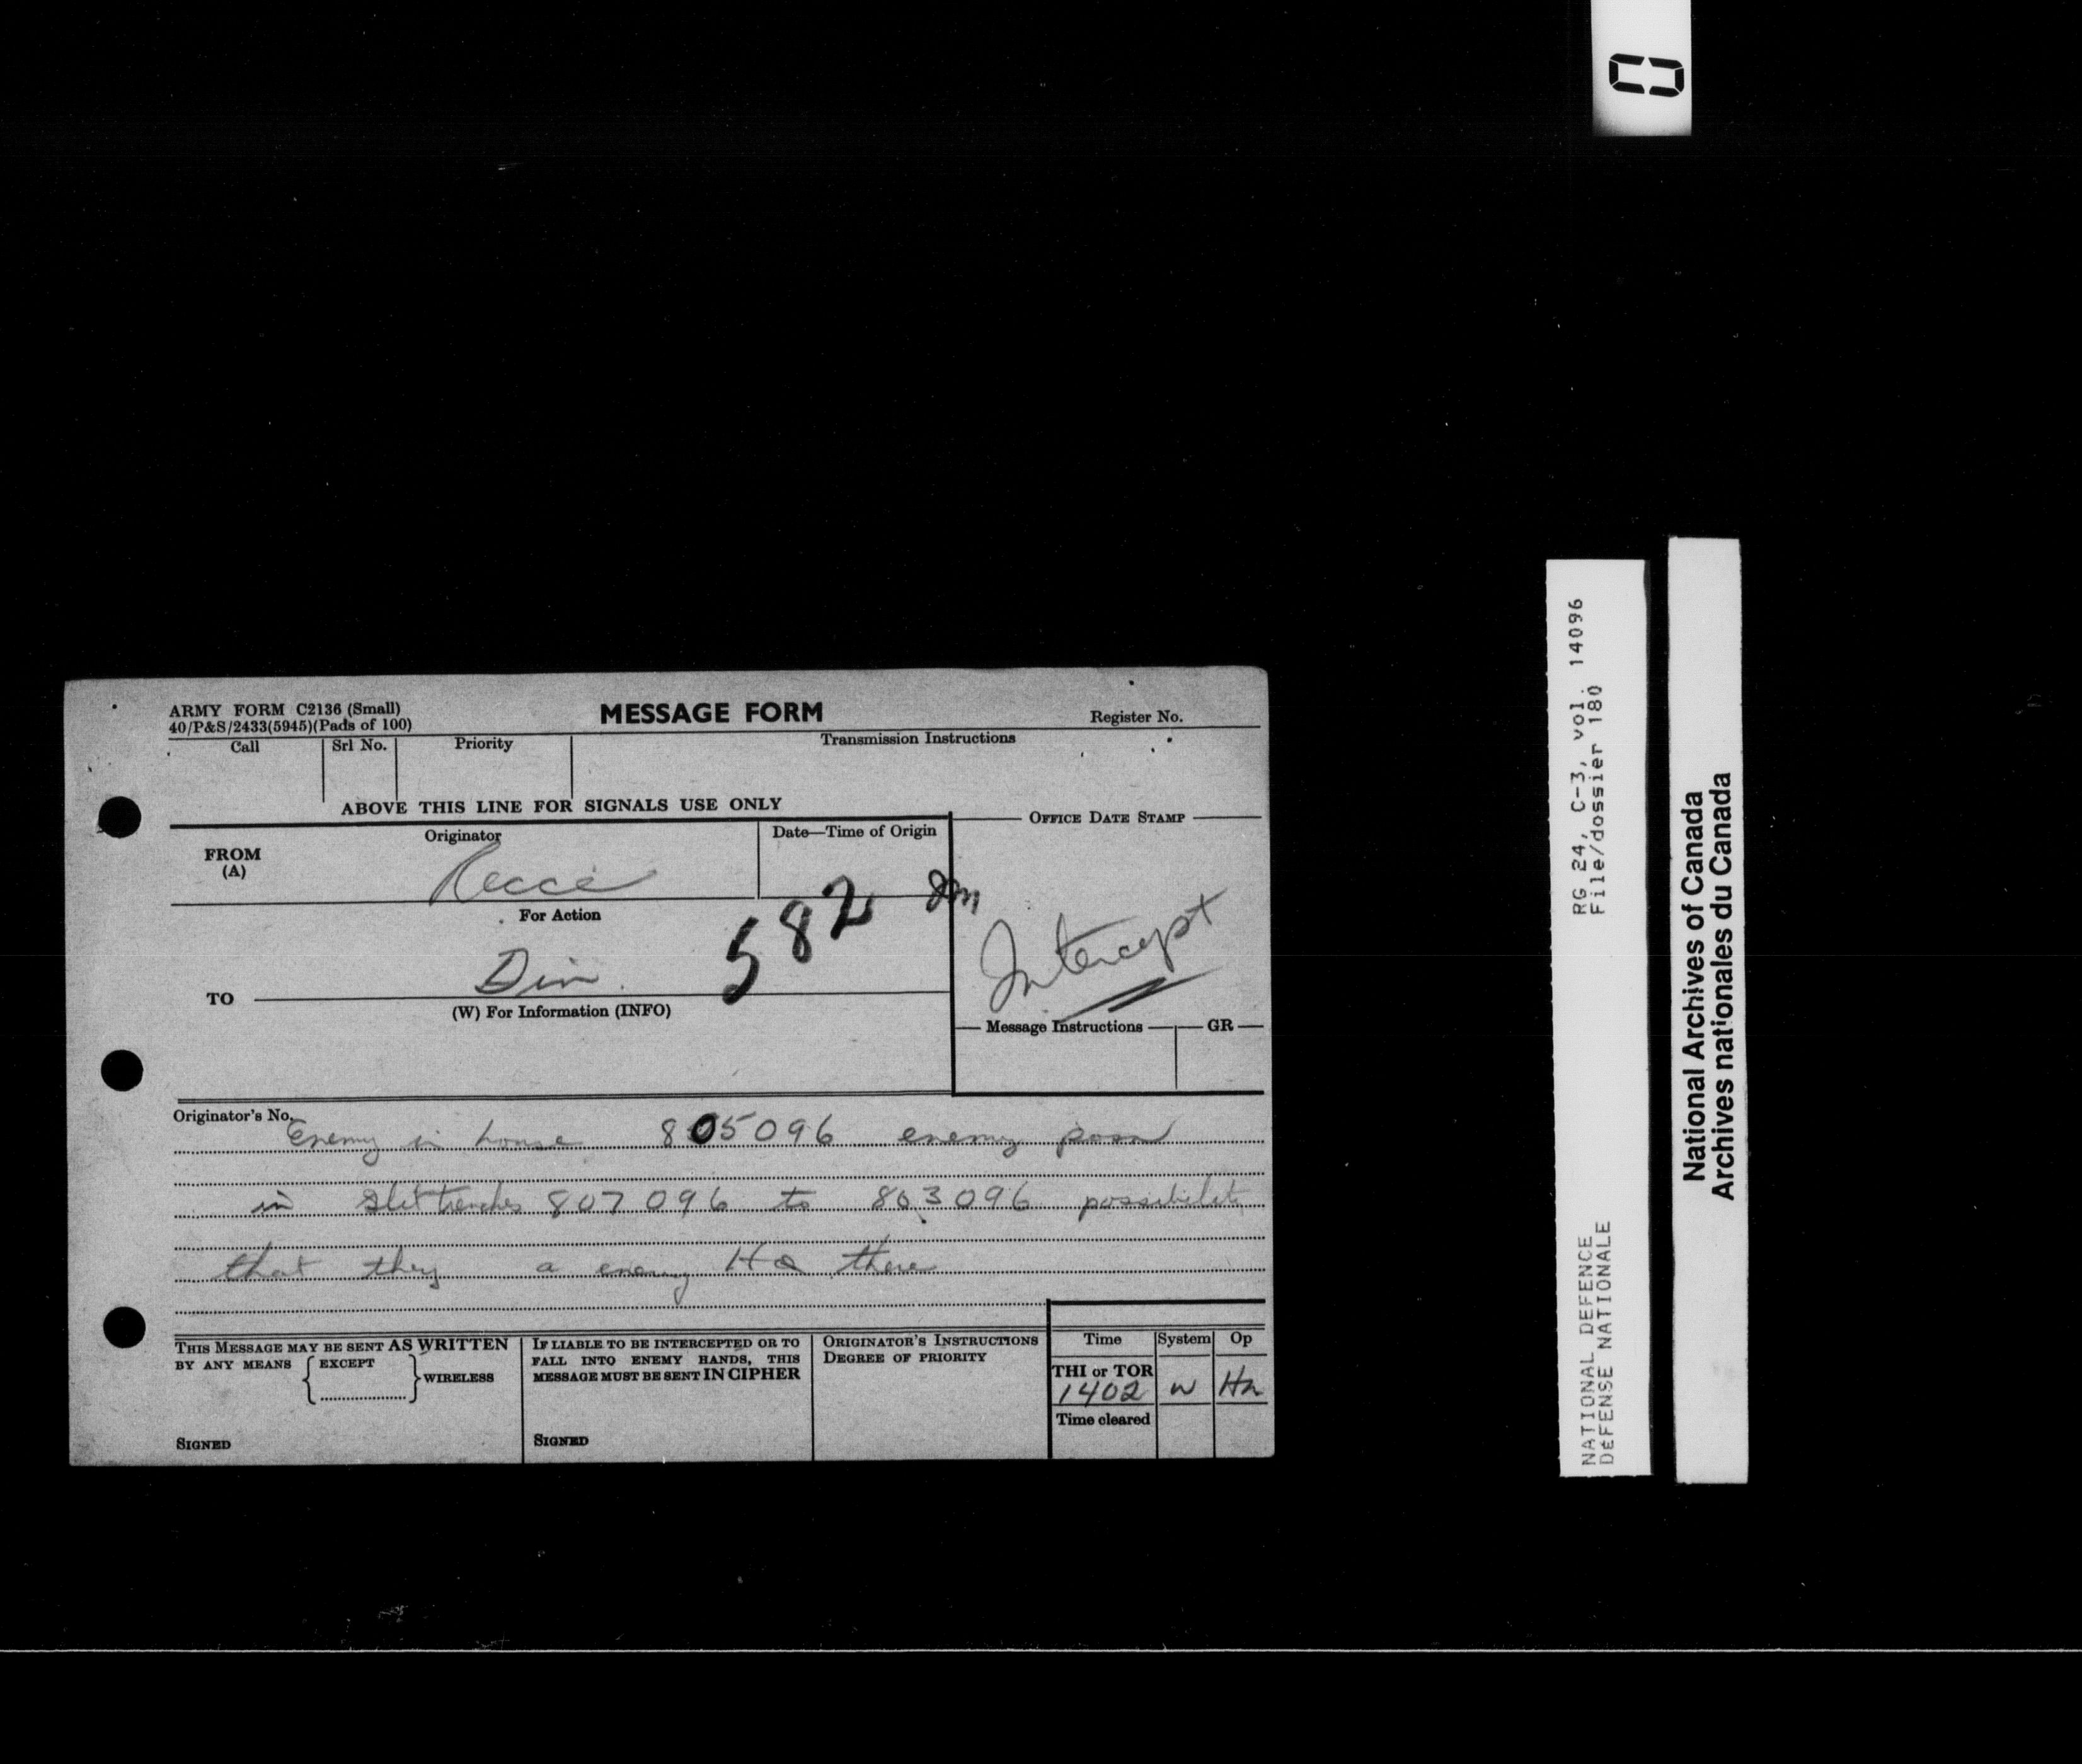 ARMY FORM C2136 (Small)
40/P&S/2433(5945)(Pads of 100)
MESSAGE FORM
Register No.
Call
Srl No.
Priority
Transmission Instructions
ABOVE THIS LINE FOR SIGNALS USE ONLY
FROM
(A)
Originator
Recce
Date—Time of Origin
OFFICE DATE STAMP
Intercept
For Action
582
TO
Div
(W) For Information (INFO)
Message Instructions
GR
Originator's No.
Enemy in house 805096 enemy posn
in slit trenches 807096 to 803096
that they a enemy HQ there
THIS MESSAGE MAY BE SENT AS WRITTEN
BY ANY MEANS { EXCEPT } WIRELESS
SIGNED
IF LIABLE TO BE INTERCEPTED OR TO
FALL INTO ENEMY HANDS, THIS
MESSAGE MUST BE SENT IN CIPHER
SIGNED
ORIGINATOR'S INSTRUCTIONS
DEGREE OF PRIORITY
Time
System
Op
THI or TOR
1402
W
Time cleared
RG 24, C-3, vol. 14096
File/dossier 180
NATIONAL DEFENCE
DÉFENSE NATIONALE
National Archives of Canada
Archives nationales du Canada